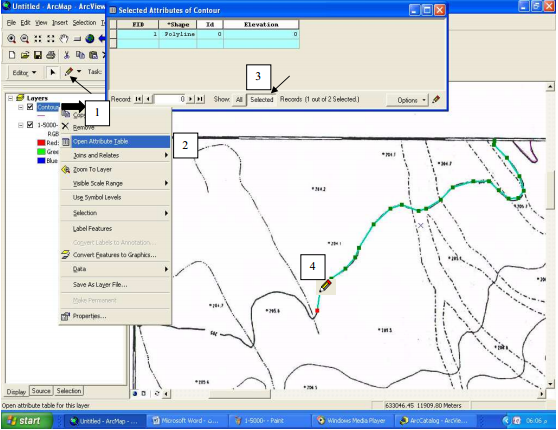 Untitled - ArcMap - ArcView
File Edit View Insert Selection
Editor Task:
Layers
Contour
1-5000-
RGB
Red:
Gree
Blue
Selected Attributes of Contour
FID *Shape Id Elevation
1 Polyline 0 0
3
Record: 0 Show: All Selected Records (1 out of 2 Selected.) Options
1
Copy
Remove
Open Attribute Table
2
Joins and Relates
Zoom To Layer
Visible Scale Range
Use Symbol Levels
Selection
Label Features
Convert Labels to Annotation...
Convert Features to Graphics...
Data
Save As Layer File...
Make Permanent
Properties...
4
Display Source Selection
Open attribute table for this layer
633046.45 11909.80 Meters
start
Untitled - ArcMap - ...
Microsoft Word - ...
1-5000- - Paint
Windows Media Player
ArcCatalog - ArcVie...
06:06 م